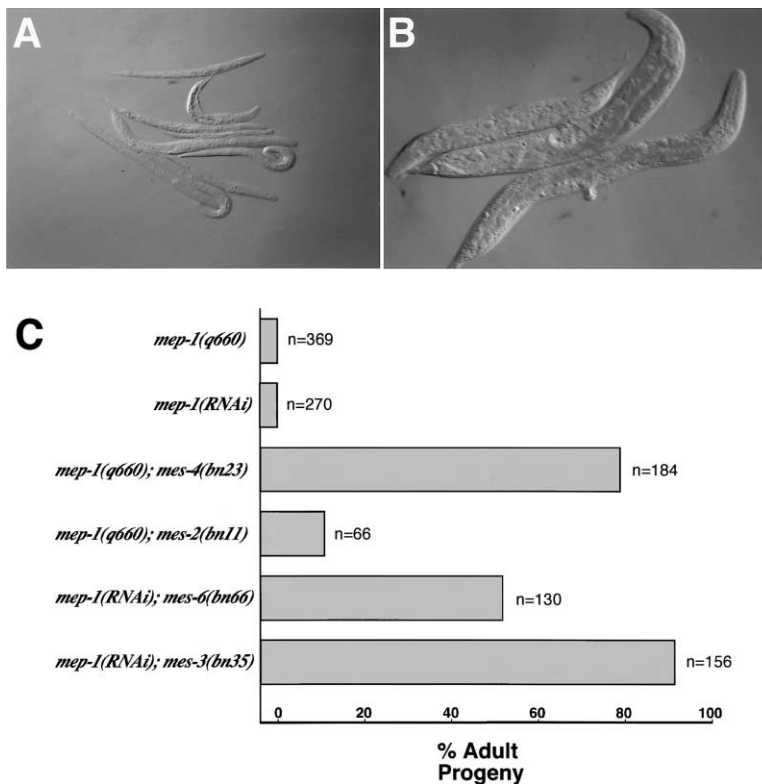 A
B
C
mep-1(q660)
n=369
mep-1(RNAi)
n=270
mep-1(q660); mes-4(bn23)
n=184
mep-1(q660); mes-2(bn11)
n=66
mep-1(RNAi); mes-6(bn66)
n=130
mep-1(RNAi); mes-3(bn35)
n=156
0 20 40 60 80 100
% Adult
Progeny